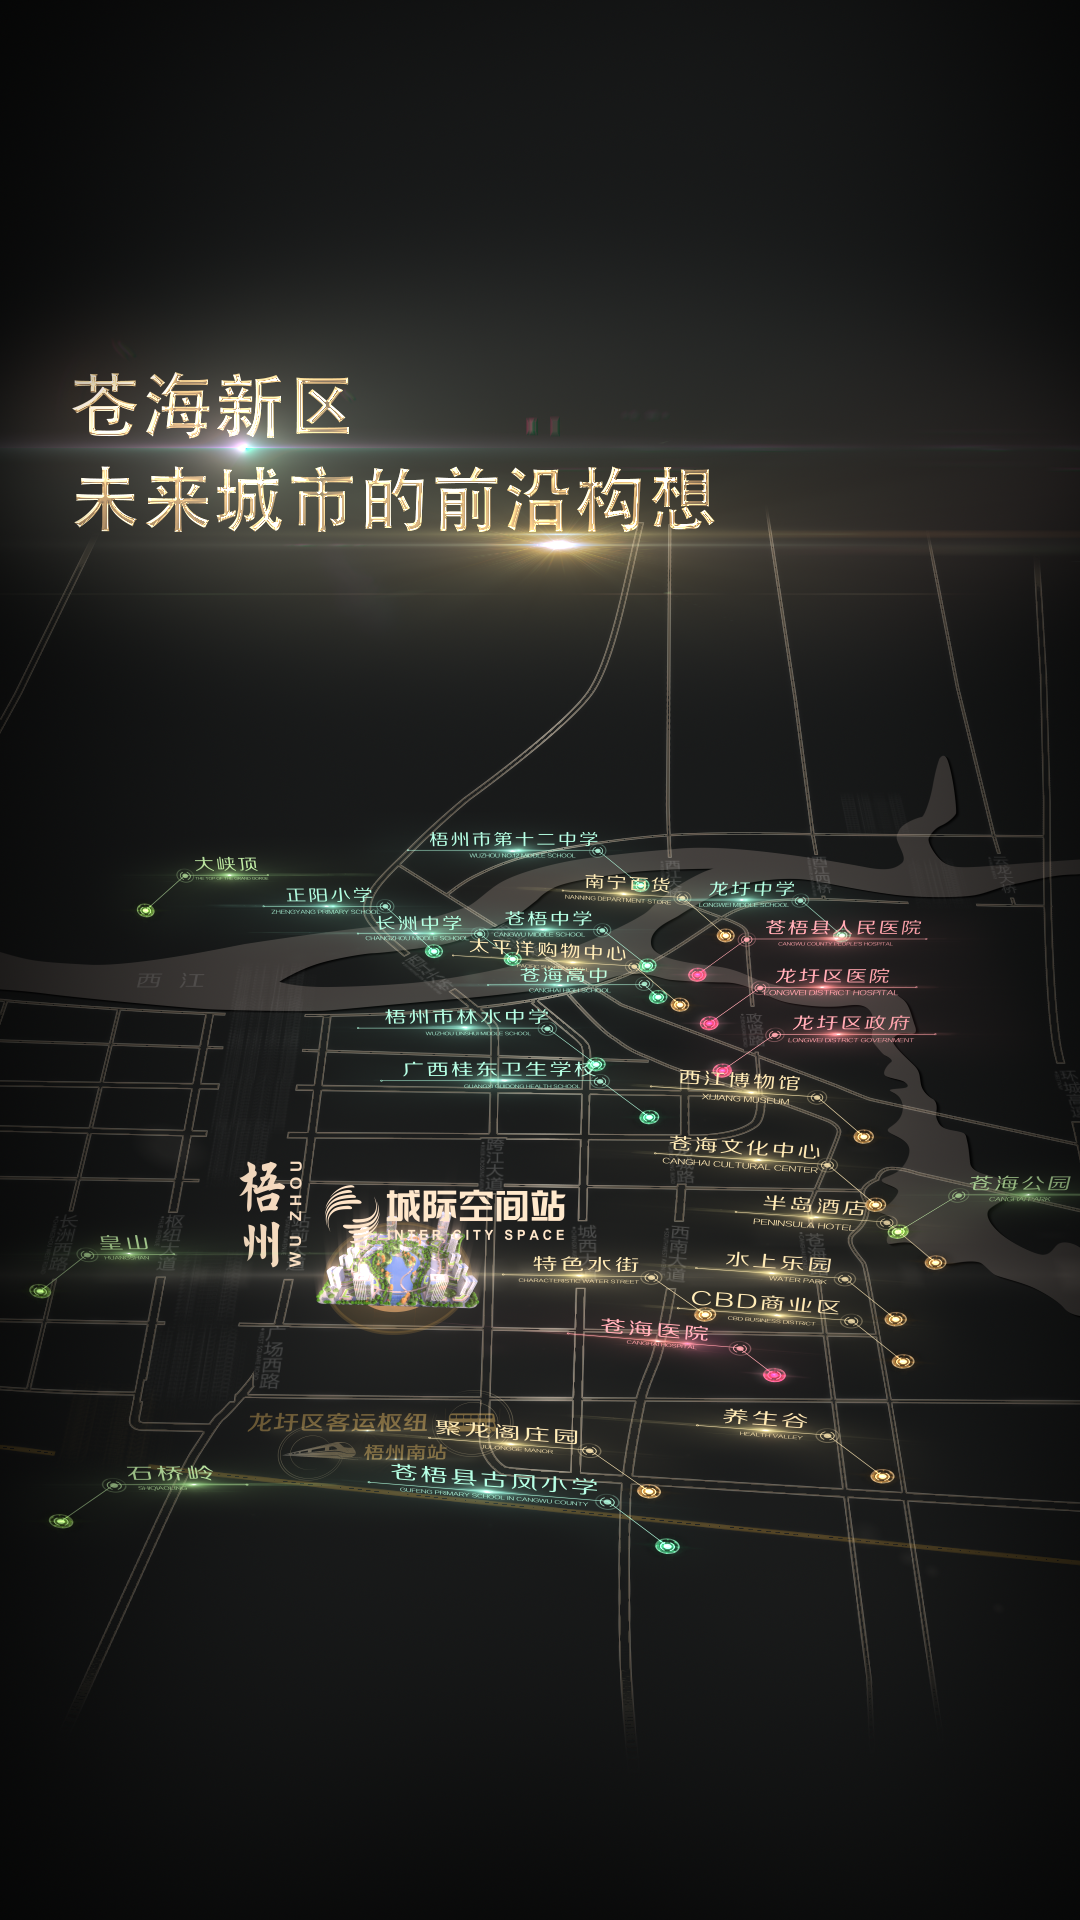 苍海新区
未来城市的前沿构想
梧州市第十二中学
WUZHOU NO.12 MIDDLE SCHOOL
大峡顶
THE TOP OF THE GRAND GORGE
南宁百货
NANNING DEPARTMENT STORE
龙圩中学
LONGWEI MIDDLE SCHOOL
正阳小学
ZHENGYANG PRIMARY SCHOOL
长洲中学
CHANGZHOU MIDDLE SCHOOL
苍梧中学
CANGWU MIDDLE SCHOOL
苍梧县人民医院
CANGWU COUNTY PEOPLE'S HOSPITAL
太平洋购物中心
苍海高中
CANGHAI HIGH SCHOOL
龙圩区医院
LONGWEI DISTRICT HOSPITAL
西江
梧州市林水中学
WUZHOU LINSHUI MIDDLE SCHOOL
龙圩区政府
LONGWEI DISTRICT GOVERNMENT
广西桂东卫生学校
GUANGXI GUIDONG HEALTH SCHOOL
西江博物馆
XIJIANG MUSEUM
苍海文化中心
CANGHAI CULTURAL CENTER
跨江大道
梧州
WU ZHOU
城际空间站
INTER CITY SPACE
苍海公园
CANGHAI PARK
半岛酒店
PENINSULA HOTEL
长洲西路
枢纽大道
皇山
HUANGSHAN
城西
西南大道
特色水街
CHARACTERISTIC WATER STREET
水上乐园
WATER PARK
CBD商业区
CBD BUSINESS DISTRICT
苍海医院
CANGHAI HOSPITAL
广场西路
龙圩区客运枢纽
聚龙阁庄园
JULONGGE MANOR
养生谷
HEALTH VALLEY
梧州南站
石桥岭
SHIQIAOLING
苍梧县古凤小学
GUFENG PRIMARY SCHOOL IN CANGWU COUNTY